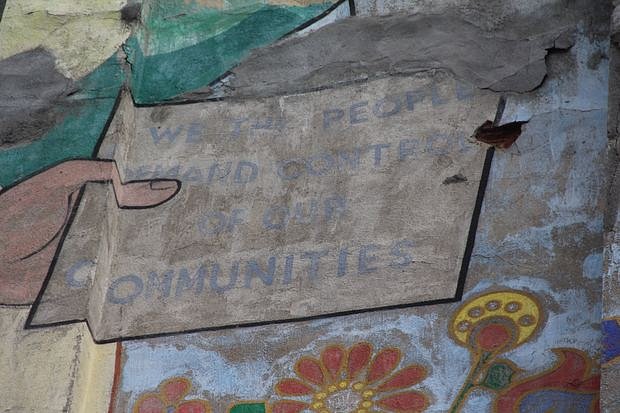 WE THE PEOPLE
DEMAND CONTROL
OF OUR
COMMUNITIES